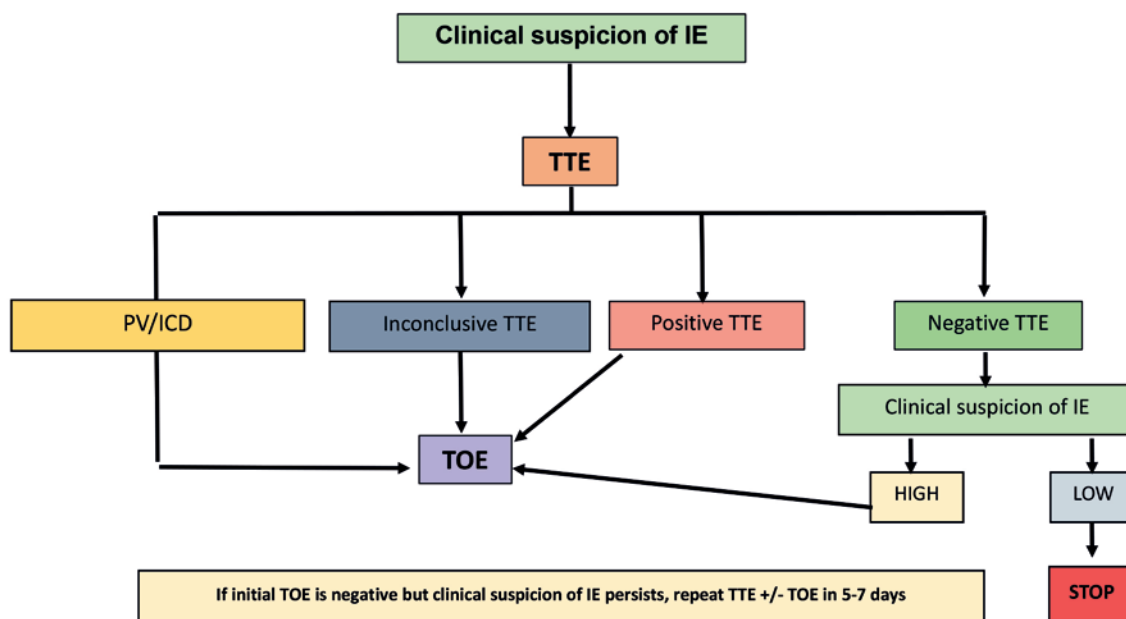 Clinical suspicion of IE
TTE
PV/ICD
Inconclusive TTE
Positive TTE
Negative TTE
Clinical suspicion of IE
TOE
HIGH
LOW
If initial TOE is negative but clinical suspicion of IE persists, repeat TTE +/- TOE in 5-7 days
STOP